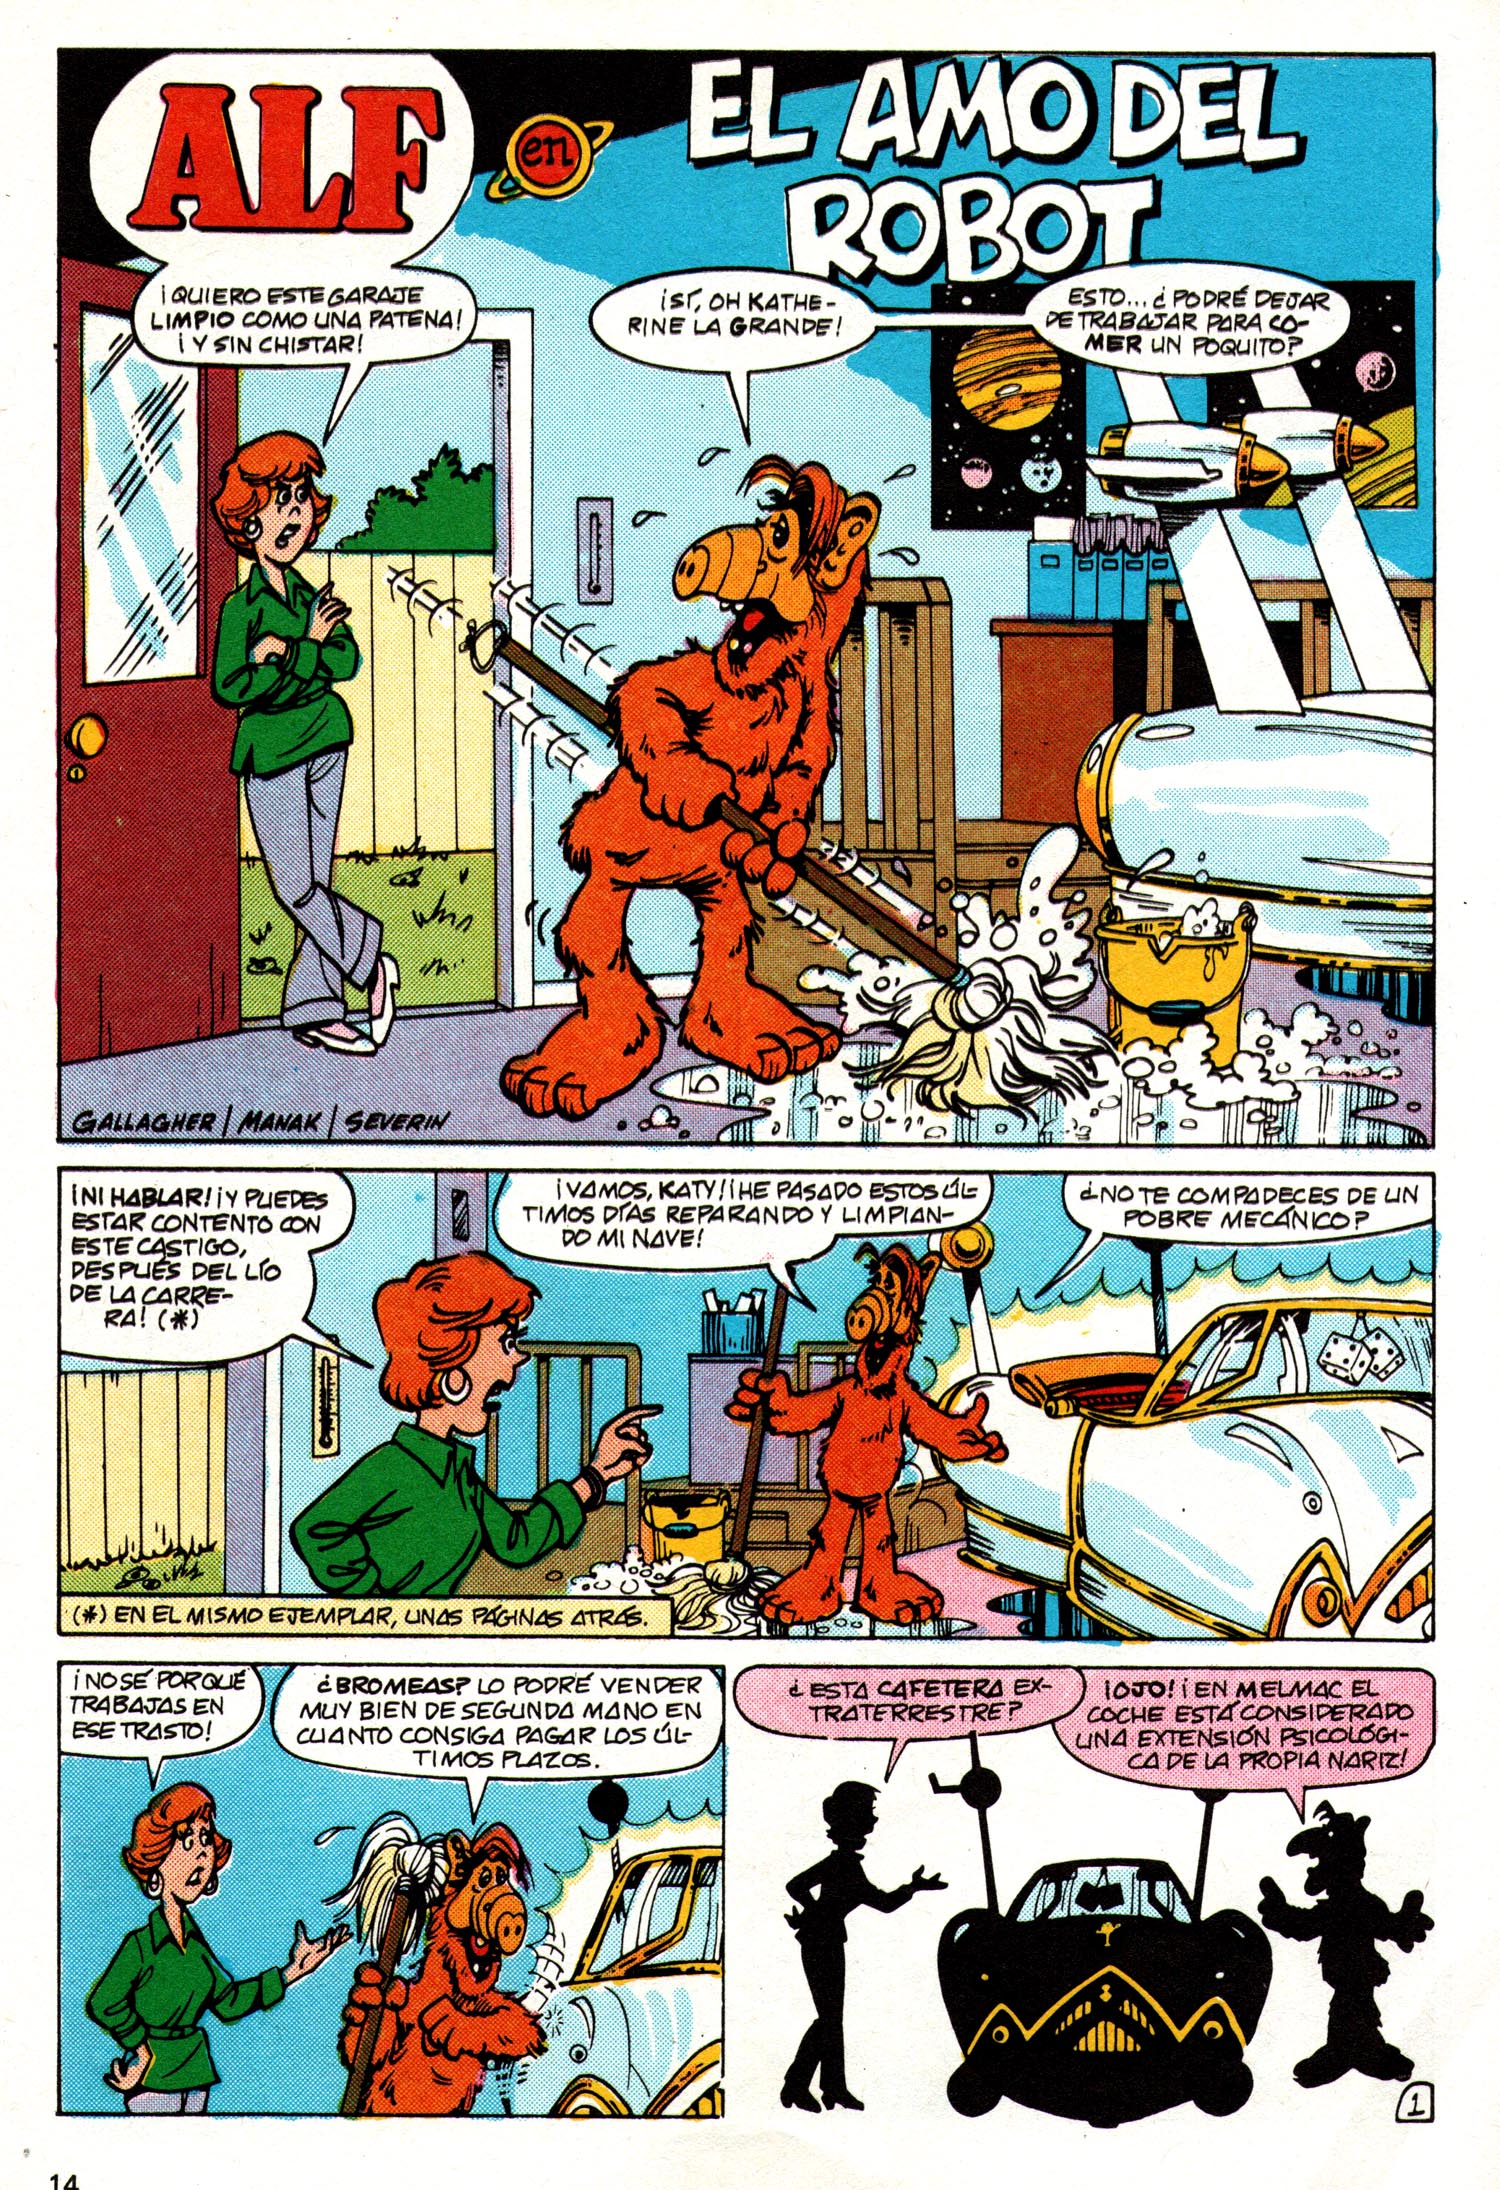 ALF
en
EL AMO DEL
ROBOT
¡QUIERO ESTE GARAJE
LIMPIO COMO UNA PATENA!
¡Y SIN CHISTAR!
¡SÍ, OH KATHE-
RINE LA GRANDE!
ESTO... ¿PODRÉ DEJAR
DE TRABAJAR PARA CO-
MER UN POQUITO?
GALLAGHER/MANAK/SEVERIN
¡NI HABLAR! ¡Y PUEDES
ESTAR CONTENTO CON
ESTE CASTIGO,
DESPUÉS DEL LÍO
DE LA CARRE-
RA! (*)
¡VAMOS, KATY! ¡HE PASADO ESTOS ÚL-
TIMOS DÍAS REPARANDO Y LIMPIAN-
DO MI NAVE!
¿NO TE COMPADECES DE UN
POBRE MECÁNICO?
(*) EN EL MISMO EJEMPLAR, UNAS PÁGINAS ATRÁS.
¡NO SÉ POR QUÉ
TRABAJAS EN
ESE TRASTO!
¿BROMEAS? LO PODRÉ VENDER
MUY BIEN DE SEGUNDA MANO EN
CUANTO CONSIGA PAGAR LOS ÚL-
TIMOS PLAZOS.
¿ESTA CAFETERA EX-
TRATERRESTRE?
¡OJO! ¡EN MELMAC EL
COCHE ESTÁ CONSIDERADO
UNA EXTENSIÓN PSICOLÓGI-
CA DE LA PROPIA NARIZ!
1
14